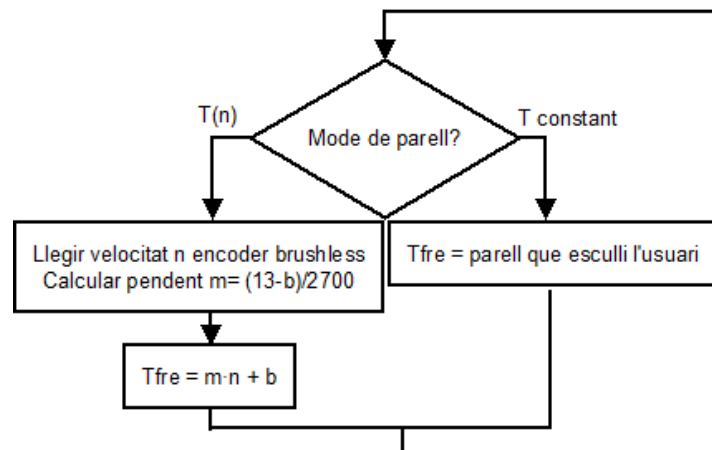 T(n)
T constant
Mode de parell?
Llegir velocitat n encoder brushless
Calcular pendent m= (13-b)/2700
Tfre = parell que esculli l'usuari
Tfre = m·n + b